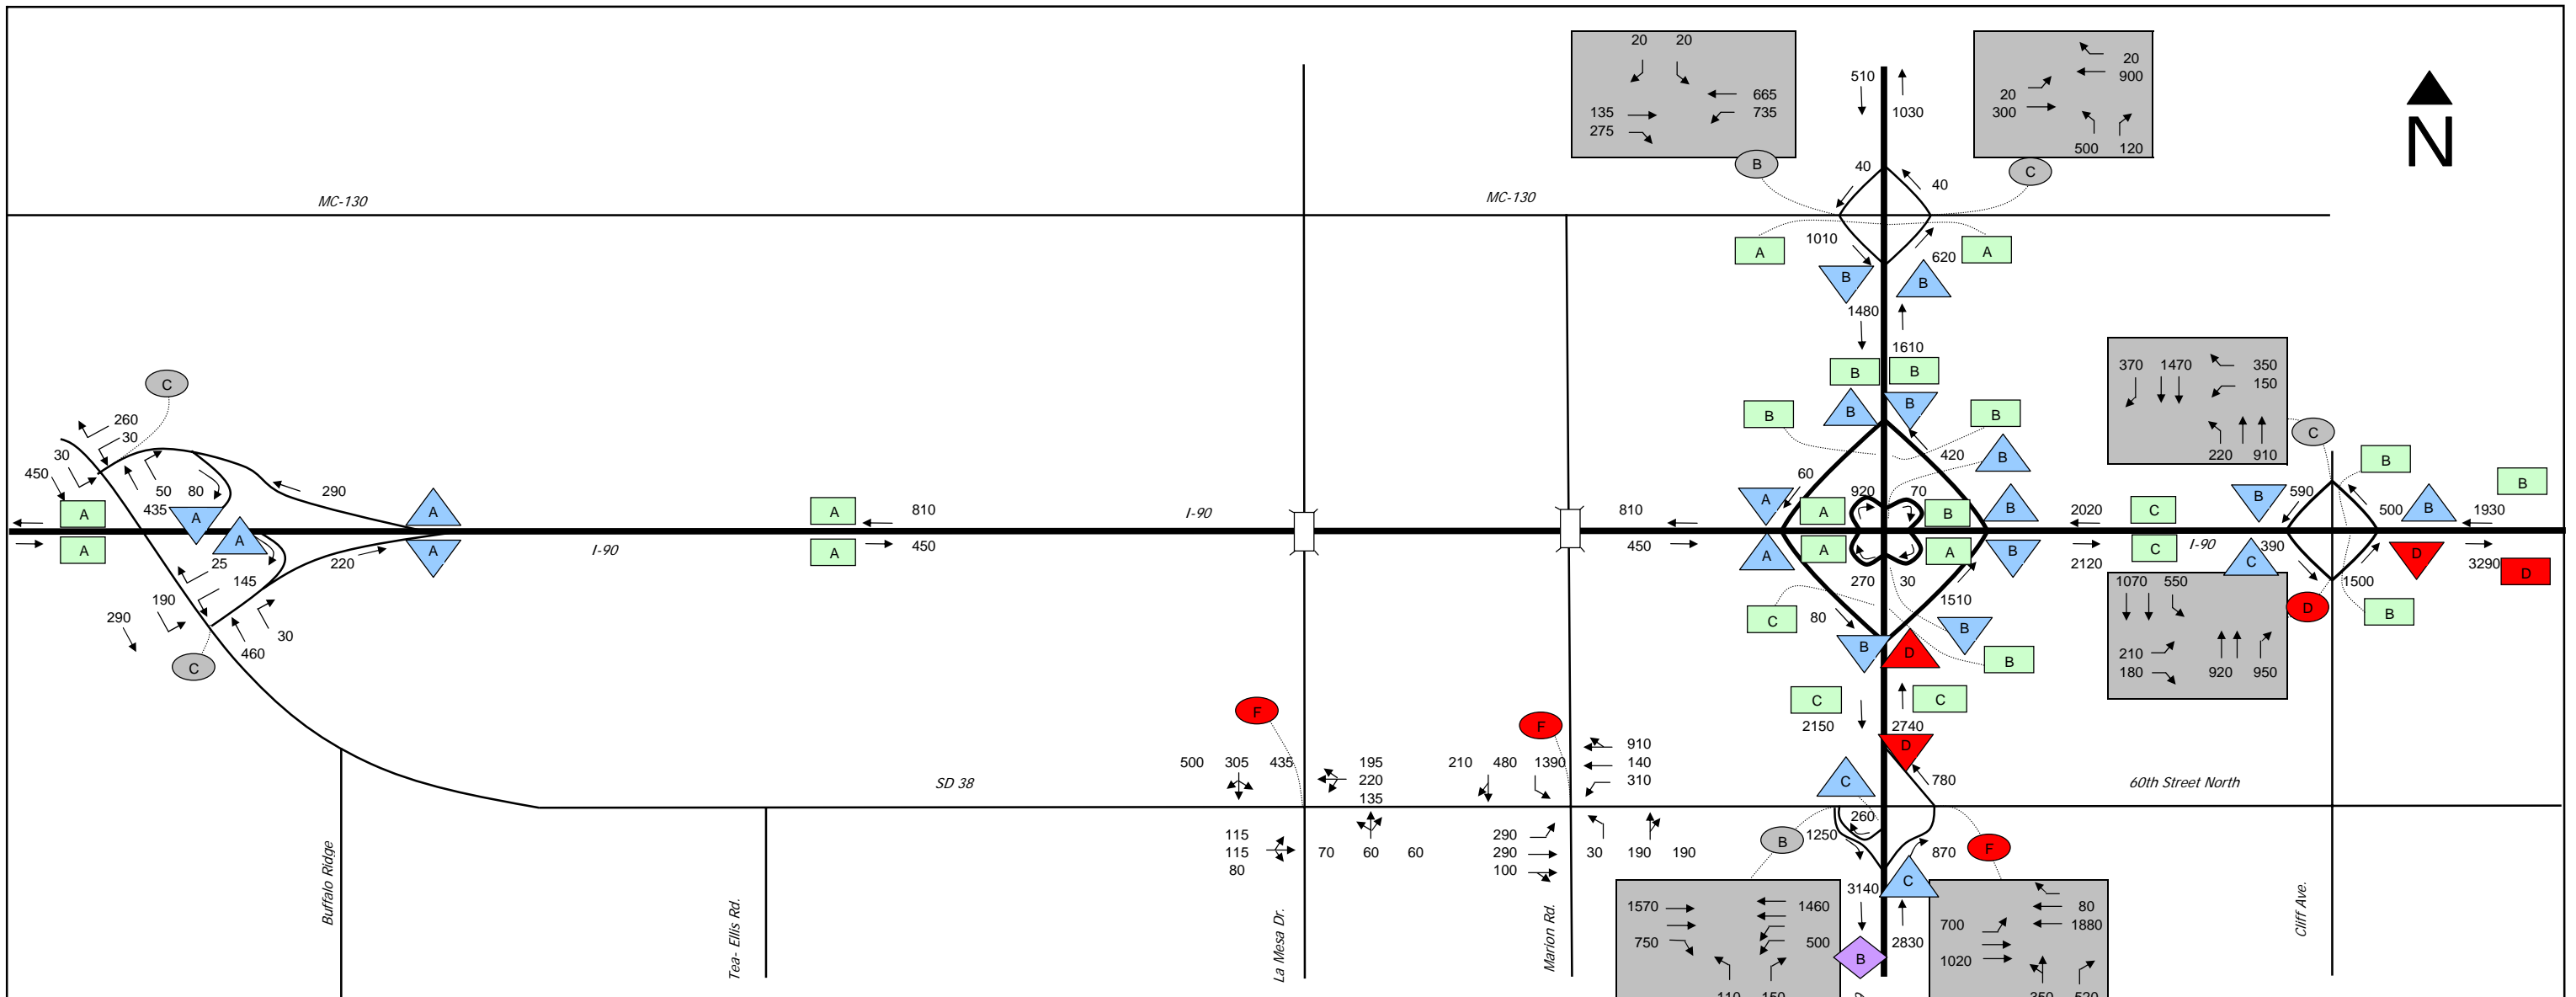 20 20
135
275
665
735
510
1030
20
900
20
300
500 120
N
B
C
40
40
MC-130
MC-130
A
A
1010
620
B
B
1480
1610
B
B
B
B
B
B
420
B
60
920
70
A
A
B
B
A
A
B
A
270
30
1510
C
80
B
B
D
B
C
C
2150
2740
C
260
30
30
450
50
80
435
290
A
A
A
A
25
145
220
190
290
30
460
C
A
A
A
A
810
450
I-90
I-90
810
450
2020
2120
C
C
I-90
370 1470
350
150
220 910
C
B
B
590
500
B
1930
B
C
390
1500
D
3290
D
D
B
1070 550
210
180
920 950
F
F
500 305 435
195
220
135
210 480 1390
910
140
310
SD 38
115
115
80
70 60 60
290
290
100
30 190 190
D
C
780
60th Street North
260
1250
B
870
F
C
3140
2830
B
1570
750
1460
500
110 150
700
1020
80
1880
350 520
Buffalo Ridge
Tea- Ellis Rd.
La Mesa Dr.
Marion Rd.
Cliff Ave.